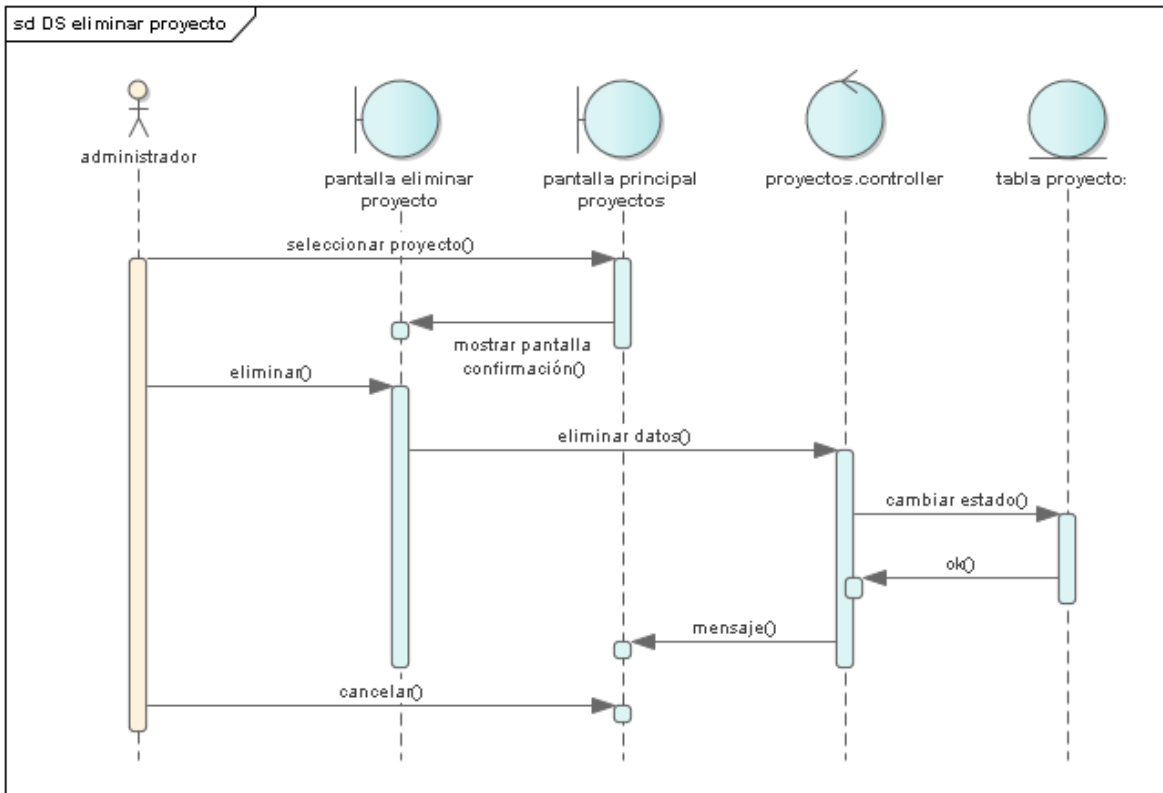 sd DS eliminar proyecto
administrador
pantalla eliminar
proyecto
pantalla principal
proyectos
proyectos.controller
tabla proyecto:
seleccionar proyecto()
mostrar pantalla
confirmación()
eliminar()
eliminar datos()
cambiar estado()
ok()
mensaje()
cancelar()